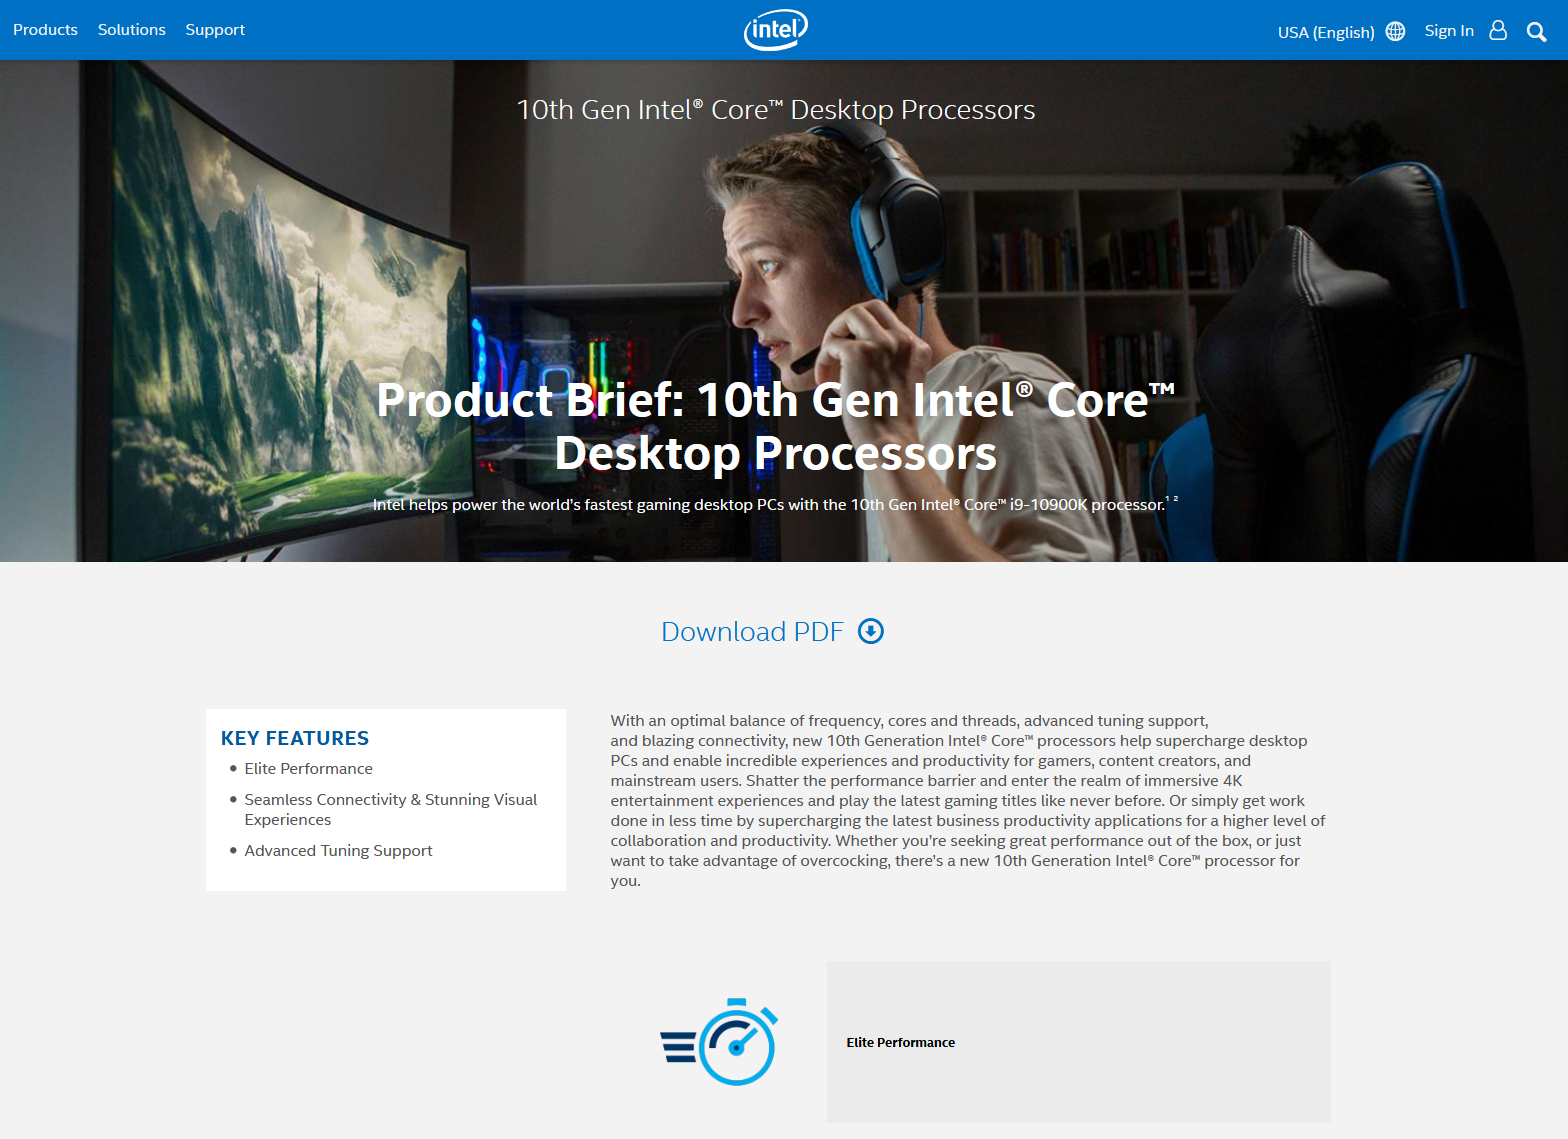 Products Solutions Support
intel
USA (English) Sign In
10th Gen Intel® Core™ Desktop Processors
Product Brief: 10th Gen Intel® Core™
Desktop Processors
Intel helps power the world's fastest gaming desktop PCs with the 10th Gen Intel® Core™ i9-10900K processor.¹ ²
Download PDF
KEY FEATURES
• Elite Performance
• Seamless Connectivity & Stunning Visual
Experiences
• Advanced Tuning Support
With an optimal balance of frequency, cores and threads, advanced tuning support,
and blazing connectivity, new 10th Generation Intel® Core™ processors help supercharge desktop
PCs and enable incredible experiences and productivity for gamers, content creators, and
mainstream users. Shatter the performance barrier and enter the realm of immersive 4K
entertainment experiences and play the latest gaming titles like never before. Or simply get work
done in less time by supercharging the latest business productivity applications for a higher level of
collaboration and productivity. Whether you're seeking great performance out of the box, or just
want to take advantage of overcocking, there's a new 10th Generation Intel® Core™ processor for
you.
Elite Performance